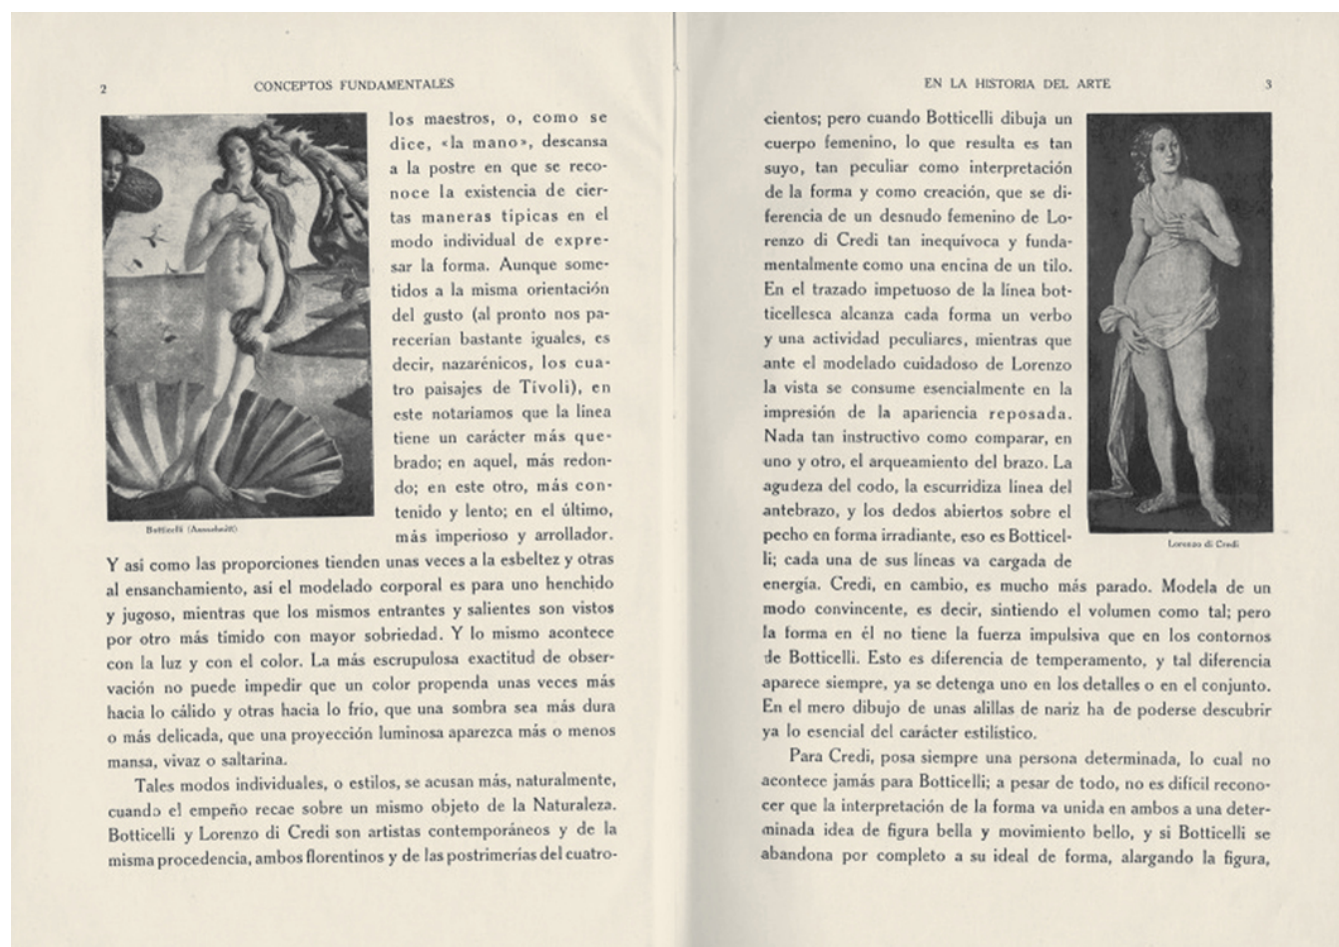 2
CONCEPTOS FUNDAMENTALES
los maestros, o, como se
dice, «la mano», descansa
a la postre en que se reco-
noce la existencia de cier-
tas maneras típicas en el
modo individual de expre-
sar la forma. Aunque some-
tidos a la misma orientación
del gusto (al pronto nos pa-
recerían bastante iguales, es
decir, nazarénicos, los cua-
tro paisajes de Tívoli), en
este notaríamos que la línea
tiene un carácter más que-
brado; en aquel, más redon-
do; en este otro, más con-
tenido y lento; en el último,
más imperioso y arrollador.
Botticelli (Ausschnitt)
Y así como las proporciones tienden unas veces a la esbeltez y otras
al ensanchamiento, así el modelado corporal es para uno henchido
y jugoso, mientras que los mismos entrantes y salientes son vistos
por otro más tímido con mayor sobriedad. Y lo mismo acontece
con la luz y con el color. La más escrupulosa exactitud de obser-
vación no puede impedir que un color propenda unas veces más
hacia lo cálido y otras hacia lo frío, que una sombra sea más dura
o más delicada, que una proyección luminosa aparezca más o menos
mansa, vivaz o saltarina.
Tales modos individuales, o estilos, se acusan más, naturalmente,
cuando el empeño recae sobre un mismo objeto de la Naturaleza.
Botticelli y Lorenzo di Credi son artistas contemporáneos y de la
misma procedencia, ambos florentinos y de las postrimerías del cuatro-
EN LA HISTORIA DEL ARTE
3
cientos; pero cuando Botticelli dibuja un
cuerpo femenino, lo que resulta es tan
suyo, tan peculiar como interpretación
de la forma y como creación, que se di-
ferencia de un desnudo femenino de Lo-
renzo di Credi tan inequívoca y funda-
mentalmente como una encina de un tilo.
En el trazado impetuoso de la línea bot-
ticellesca alcanza cada forma un verbo
y una actividad peculiares, mientras que
ante el modelado cuidadoso de Lorenzo
la vista se consume esencialmente en la
impresión de la apariencia reposada.
Nada tan instructivo como comparar, en
uno y otro, el arqueamiento del brazo. La
agudeza del codo, la escurridiza línea del
antebrazo, y los dedos abiertos sobre el
pecho en forma irradiante, eso es Botticel-
li; cada una de sus líneas va cargada de
Lorenzo di Credi
energía. Credi, en cambio, es mucho más parado. Modela de un
modo convincente, es decir, sintiendo el volumen como tal; pero
la forma en él no tiene la fuerza impulsiva que en los contornos
de Botticelli. Esto es diferencia de temperamento, y tal diferencia
aparece siempre, ya se detenga uno en los detalles o en el conjunto.
En el mero dibujo de unas alillas de nariz ha de poderse descubrir
ya lo esencial del carácter estilístico.
Para Credi, posa siempre una persona determinada, lo cual no
acontece jamás para Botticelli; a pesar de todo, no es difícil recono-
cer que la interpretación de la forma va unida en ambos a una deter-
minada idea de figura bella y movimiento bello, y si Botticelli se
abandona por completo a su ideal de forma, alargando la figura,